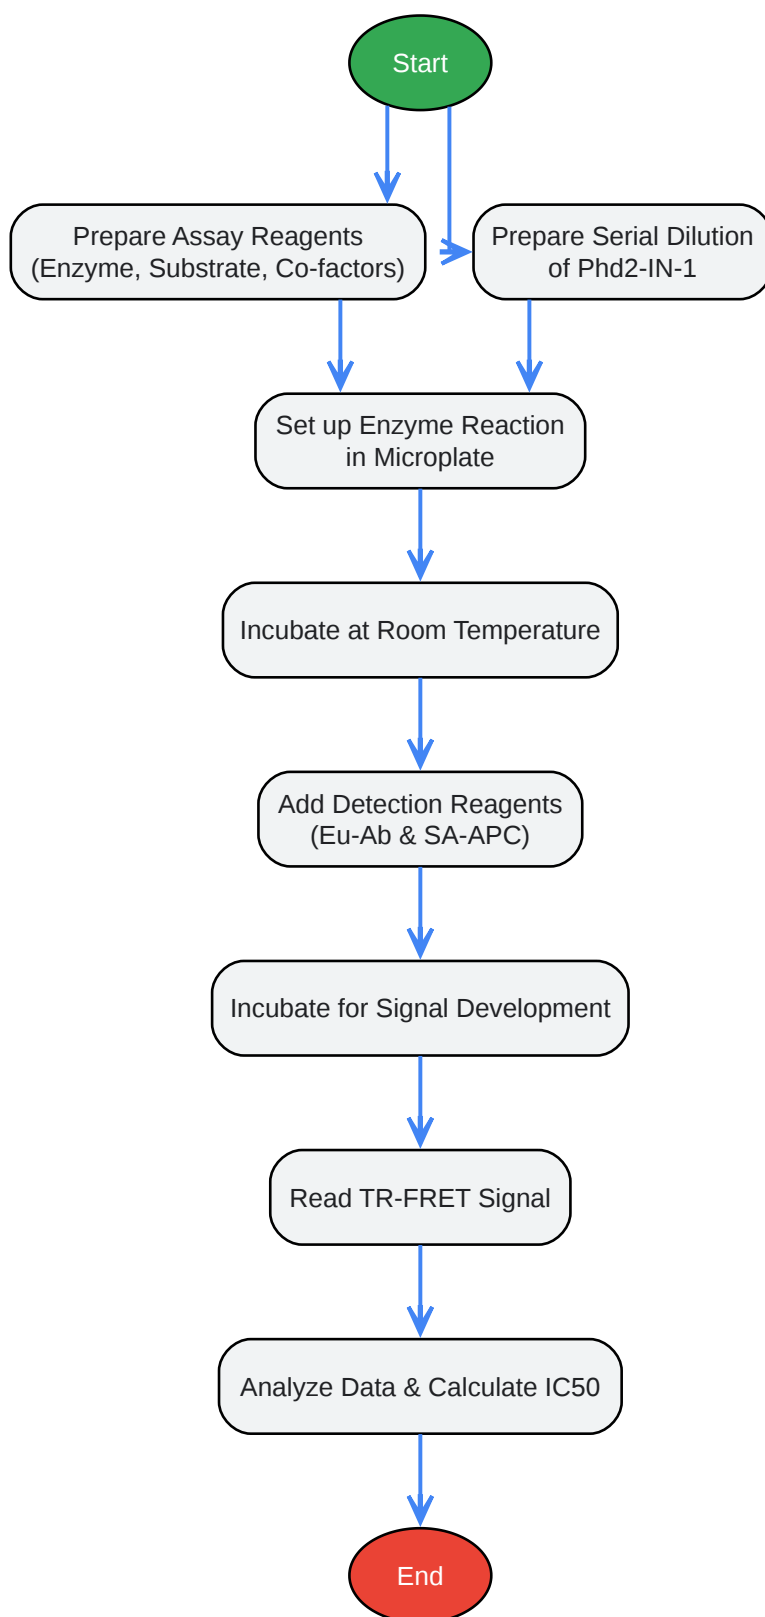 Start
Prepare Assay Reagents
(Enzyme, Substrate, Co-factors)
Prepare Serial Dilution
of Phd2-IN-1
Set up Enzyme Reaction
in Microplate
Incubate at Room Temperature
Add Detection Reagents
(Eu-Ab & SA-APC)
Incubate for Signal Development
Read TR-FRET Signal
Analyze Data & Calculate IC50
End